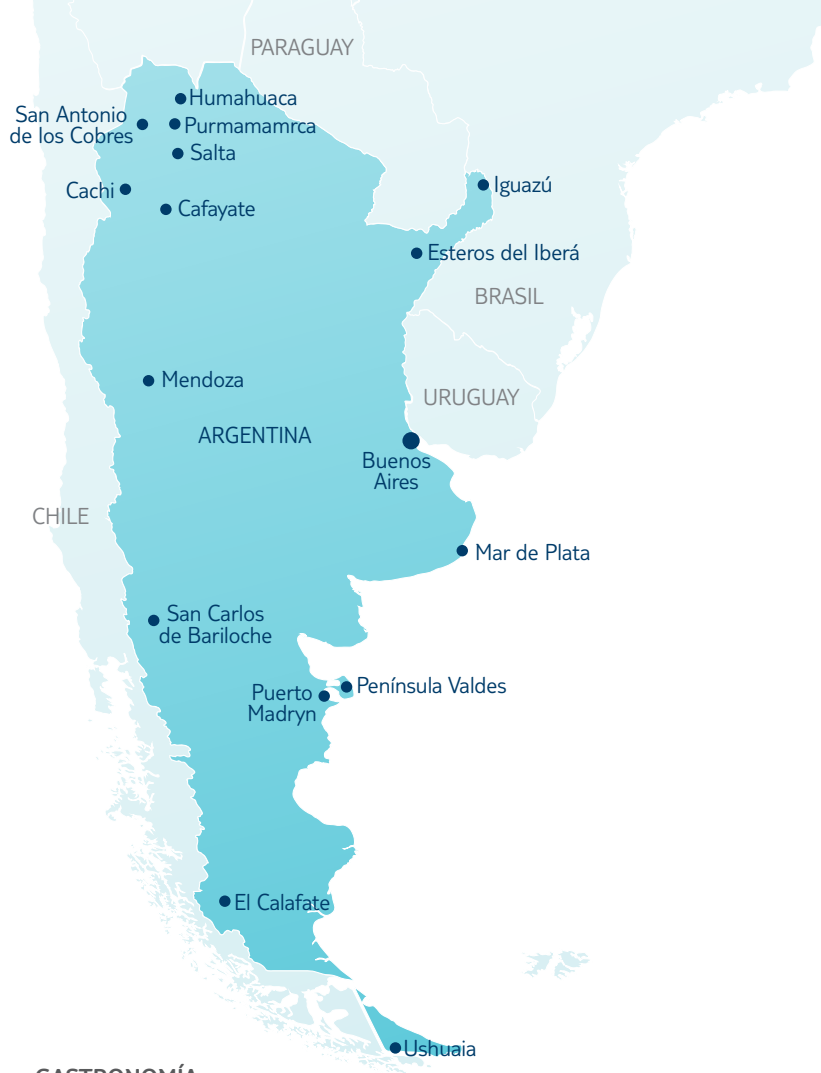 PARAGUAY
Humahuaca
San Antonio
de los Cobres
Purmamamrca
Salta
Cachi
Iguazú
Cafayate
Esteros del Iberá
BRASIL
Mendoza
URUGUAY
ARGENTINA
Buenos
Aires
CHILE
Mar de Plata
San Carlos
de Bariloche
Península Valdes
Puerto
Madryn
El Calafate
Ushuaia
GASTRONOMÍA